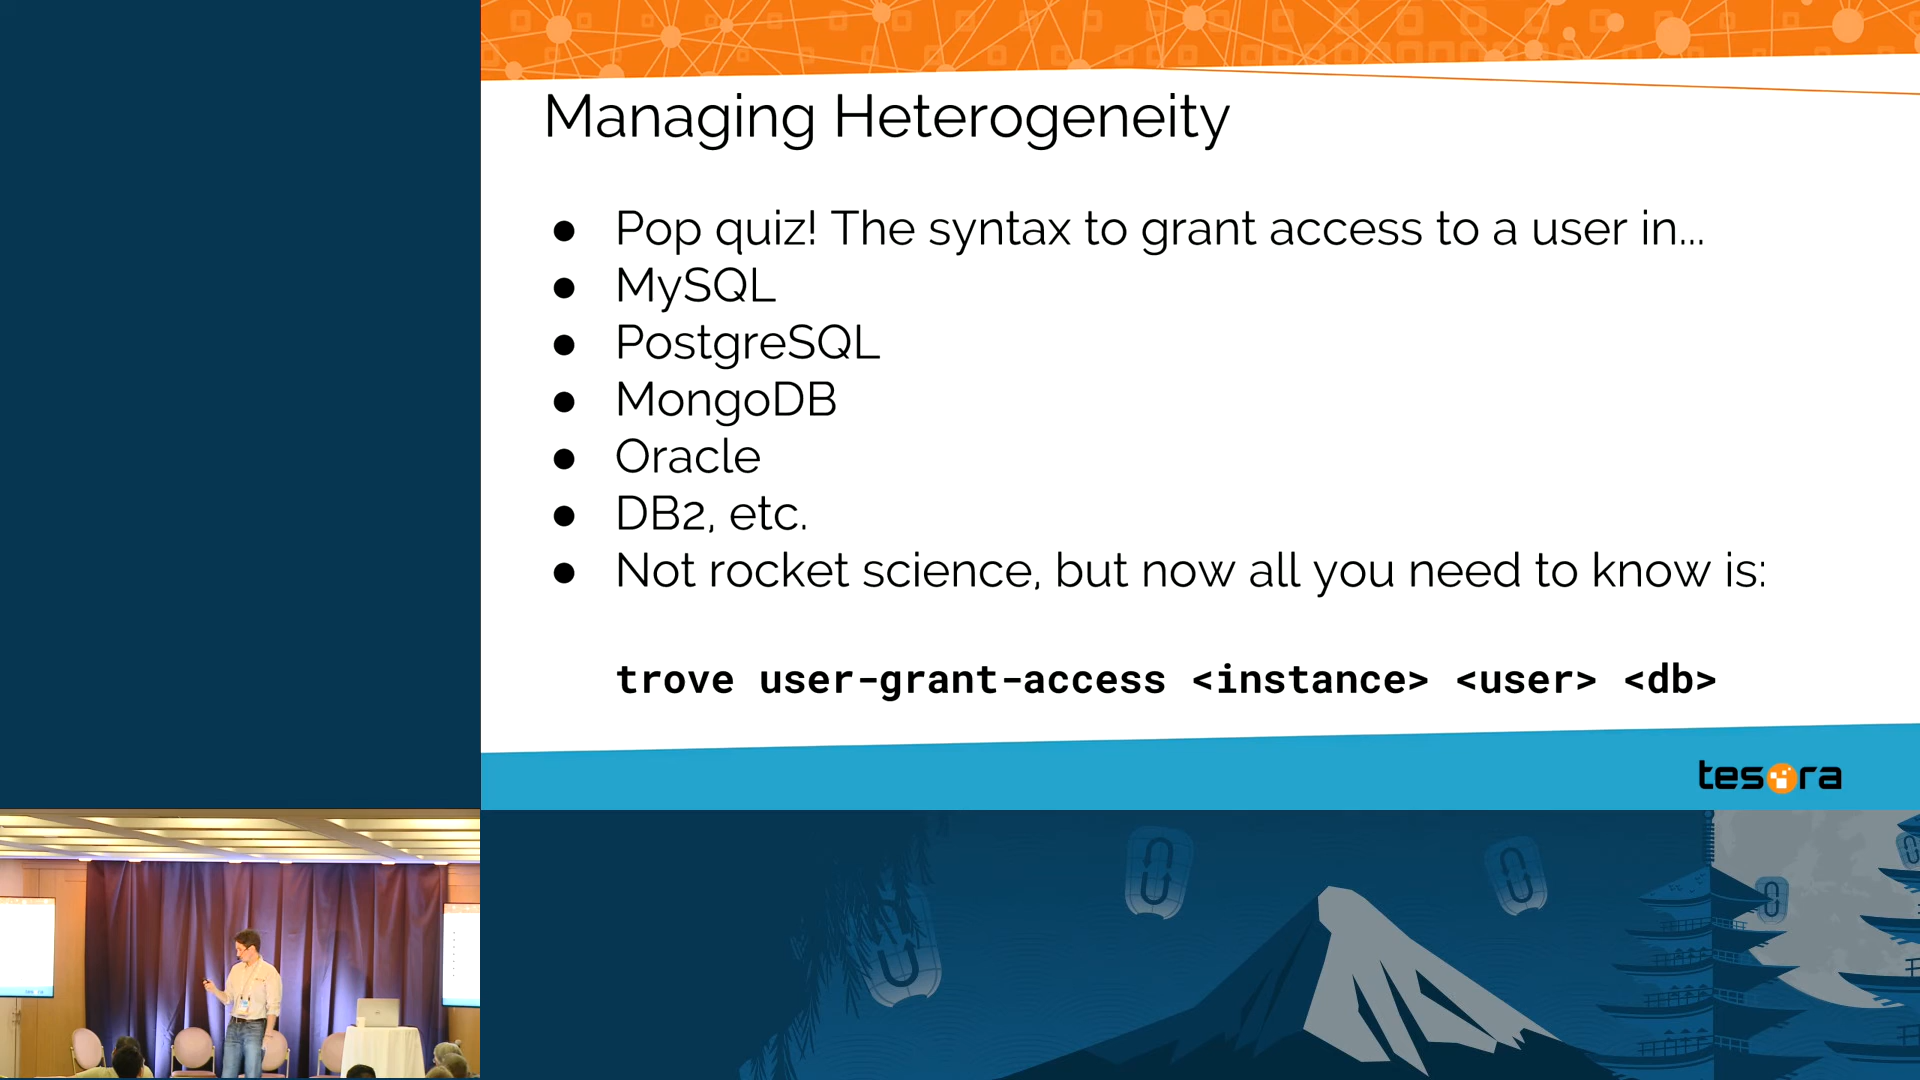 Managing Heterogeneity
● Pop quiz! The syntax to grant access to a user in...
● MySQL
● PostgreSQL
● MongoDB
● Oracle
● DB2, etc.
● Not rocket science, but now all you need to know is:
trove user-grant-access <instance> <user> <db>
tesora